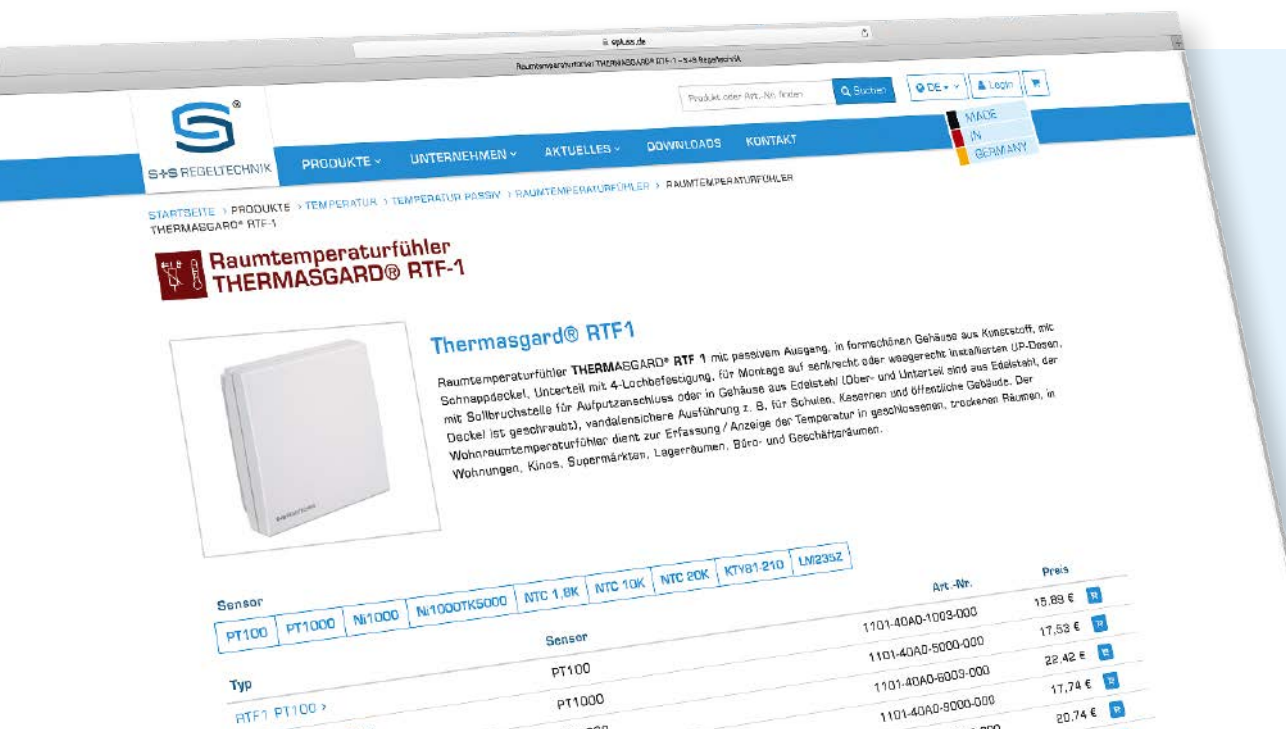 spluss.de
Raumtemperaturfühler THERMASGARD® RTF-1 – S+S Regeltechnik
Produkt oder Art.-Nr. finden
Suchen
DE
Login
®
S+S REGELTECHNIK
PRODUKTE
UNTERNEHMEN
AKTUELLES
DOWNLOADS
KONTAKT
MADE
IN
GERMANY
STARTSEITE > PRODUKTE > TEMPERATUR > TEMPERATUR PASSIV > RAUMTEMPERATURFÜHLER > RAUMTEMPERATURFÜHLER
THERMASGARD® RTF-1
Raumtemperaturfühler
THERMASGARD® RTF-1
Thermasgard® RTF1
Raumtemperaturfühler THERMASGARD® RTF 1 mit passivem Ausgang, in formschönen Gehäuse aus Kunststoff, mit
Schnappdeckel, Unterteil mit 4-Lochbefestigung, für Montage auf senkrecht oder waagerecht installierten UP-Dosen,
mit Sollbruchstelle für Aufputzanschluss oder in Gehäuse aus Edelstahl (Ober- und Unterteil sind aus Edelstahl, der
Deckel ist geschraubt), vandalensichere Ausführung z. B. für Schulen, Kasernen und öffentliche Gebäude. Der
Wohnraumtemperaturfühler dient zur Erfassung / Anzeige der Temperatur in geschlossenen, trockenen Räumen, in
Wohnungen, Kinos, Supermärkten, Lagerräumen, Büro- und Geschäftsräumen.
Sensor
PT100
PT1000
Ni1000
Ni1000TK5000
NTC 1,8K
NTC 10K
NTC 20K
KTY81-210
LM235Z
Typ
Sensor
Art.-Nr.
Preis
RTF1 PT100 >
PT100
1101-40A0-1003-000
15,89 €
PT1000
1101-40A0-5000-000
17,53 €
1101-40A0-6003-000
22,42 €
1101-40A0-9000-000
17,74 €
20,74 €